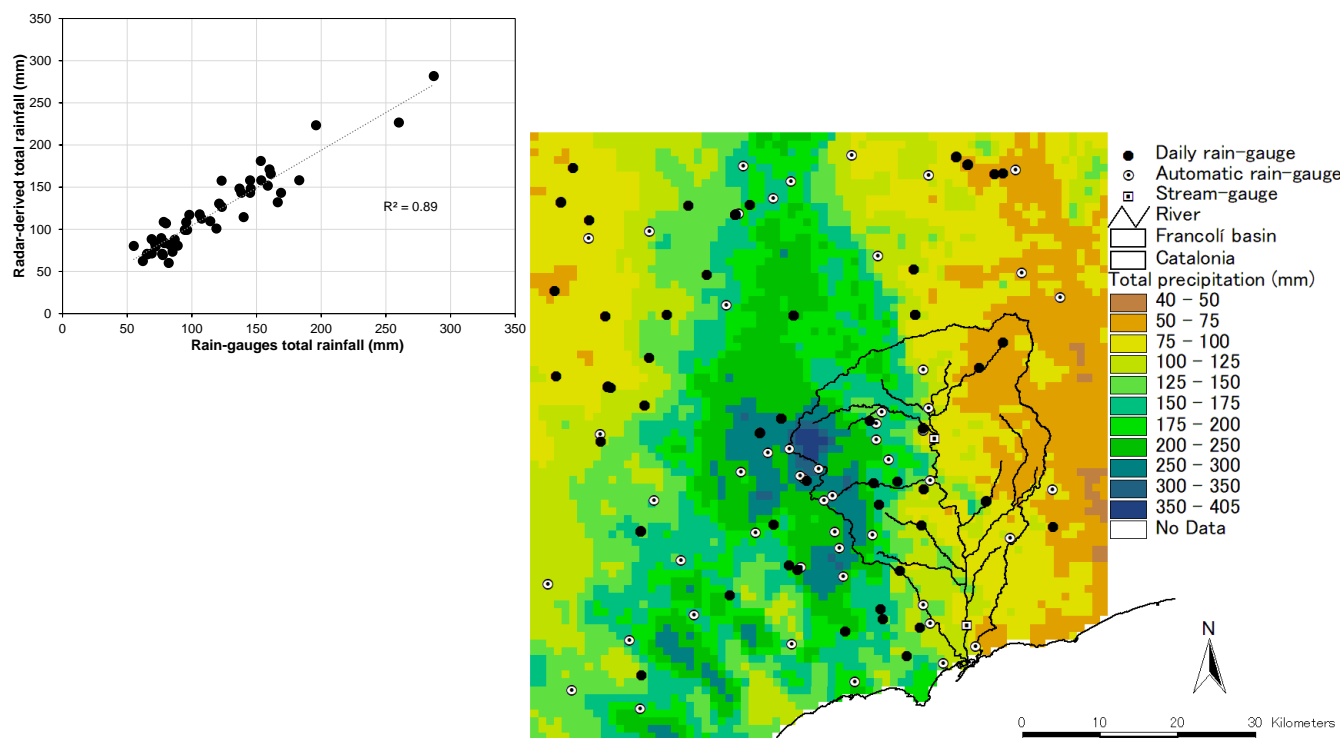 350
300
250
200
150
100
50
0
Radar-derived total rainfall (mm)
R² = 0.89
0 50 100 150 200 250 300 350
Rain-gauges total rainfall (mm)
Daily rain-gauge
Automatic rain-gauge
Stream-gauge
River
Francolí basin
Catalonia
Total precipitation (mm)
40 - 50
50 - 75
75 - 100
100 - 125
125 - 150
150 - 175
175 - 200
200 - 250
250 - 300
300 - 350
350 - 405
No Data
N
0 10 20 30 Kilometers